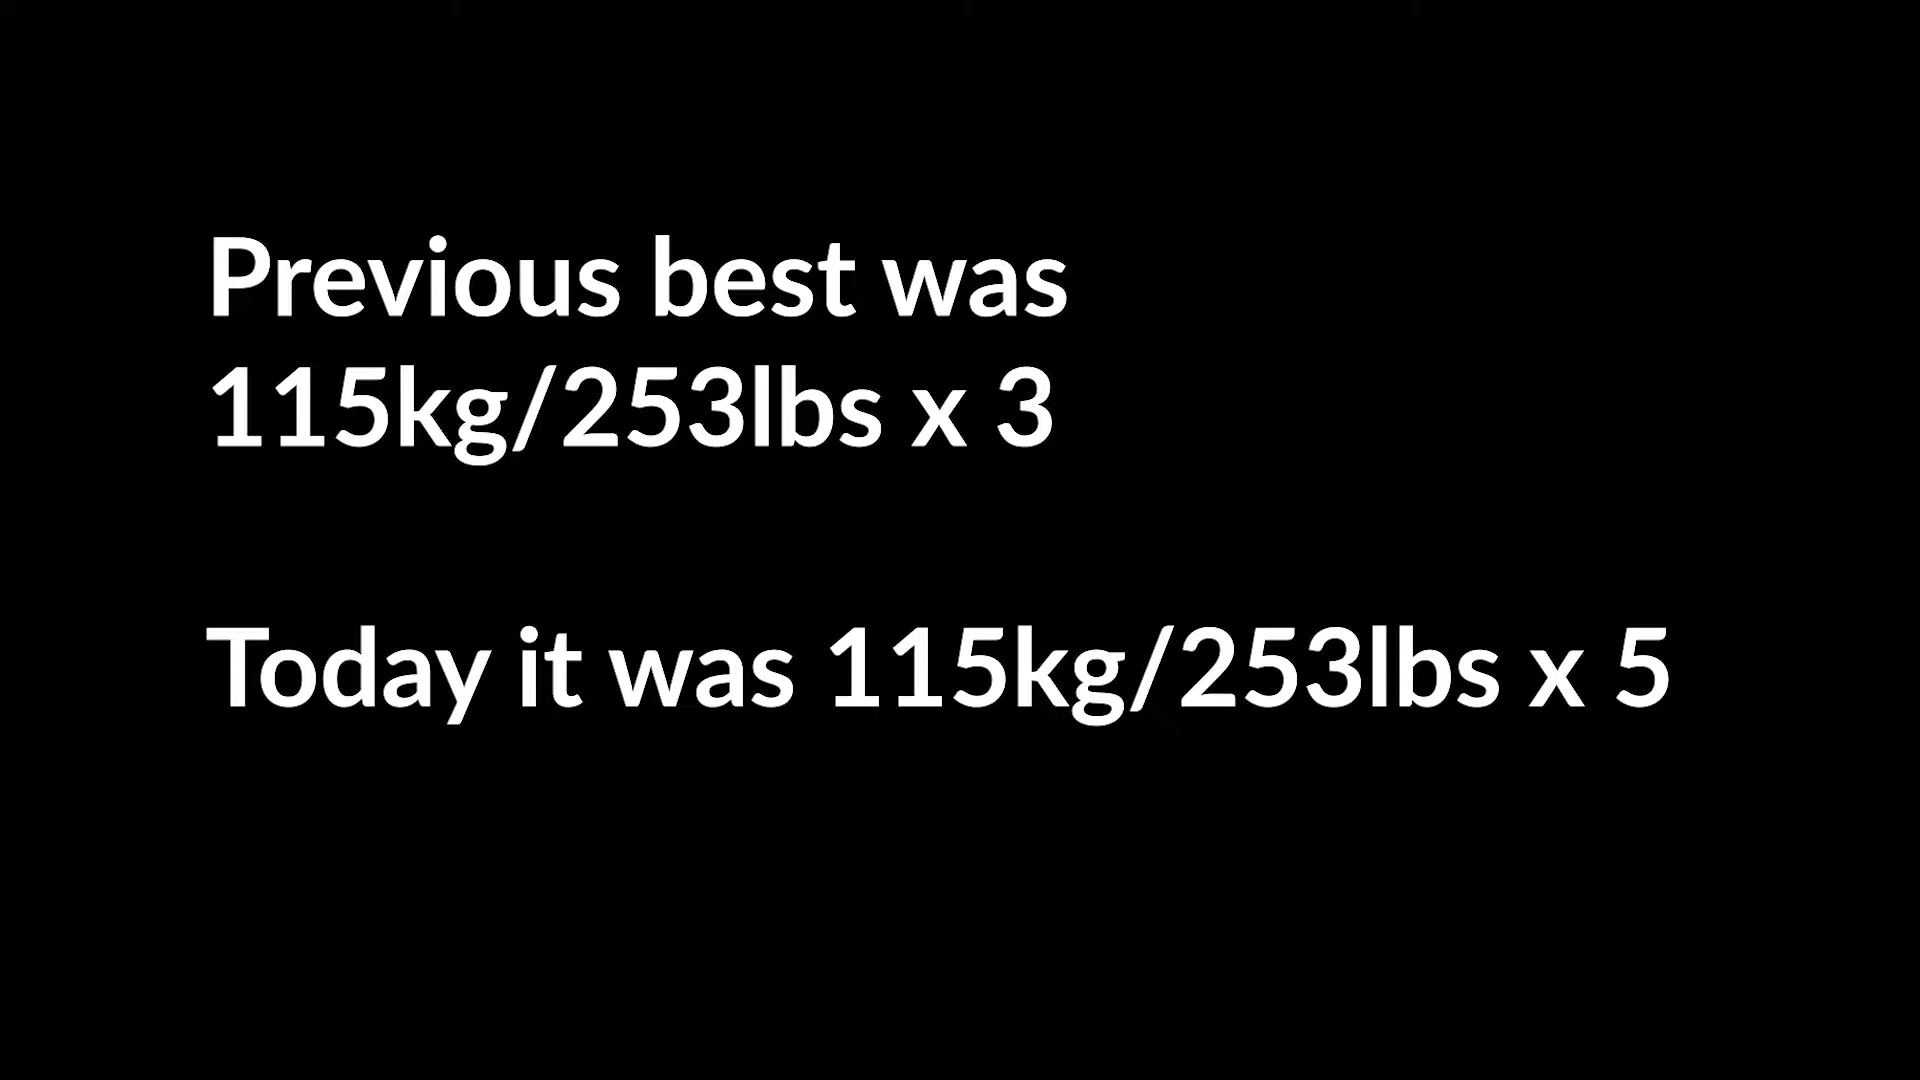 Previous best was
115kg/253lbs x 3
Today it was 115kg/253lbs x 5